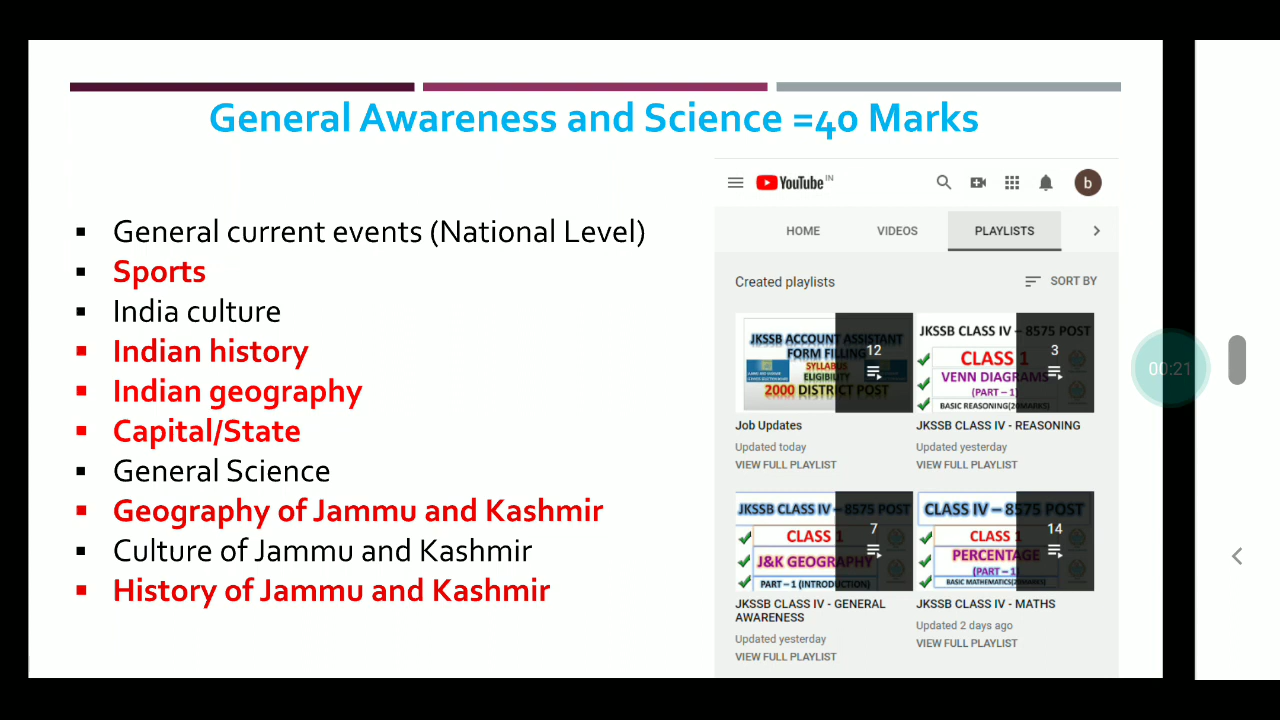 General Awareness and Science =40 Marks
General current events (National Level)
Sports
India culture
Indian history
Indian geography
Capital/State
General Science
Geography of Jammu and Kashmir
Culture of Jammu and Kashmir
History of Jammu and Kashmir
YouTube IN
b
HOME VIDEOS PLAYLISTS
Created playlists SORT BY
JKSSB ACCOUNT ASSISTANT
FORM FILLING
SYLLABUS
ELIGIBILITY
2000 DISTRICT POST
12
Job Updates
Updated today
VIEW FULL PLAYLIST
JKSSB CLASS IV – 8575 POST
CLASS 1
VENN DIAGRAMS
(PART – 1)
BASIC REASONING(20MARKS)
3
JKSSB CLASS IV - REASONING
Updated yesterday
VIEW FULL PLAYLIST
JKSSB CLASS IV – 8575 POST
CLASS 1
J&K GEOGRAPHY
PART – 1 (INTRODUCTION)
7
JKSSB CLASS IV - GENERAL
AWARENESS
Updated yesterday
VIEW FULL PLAYLIST
CLASS IV – 8575 POST
CLASS 1
PERCENTAGE
(PART – 1)
BASIC MATHEMATICS(20MARKS)
14
JKSSB CLASS IV - MATHS
Updated 2 days ago
VIEW FULL PLAYLIST
00:21